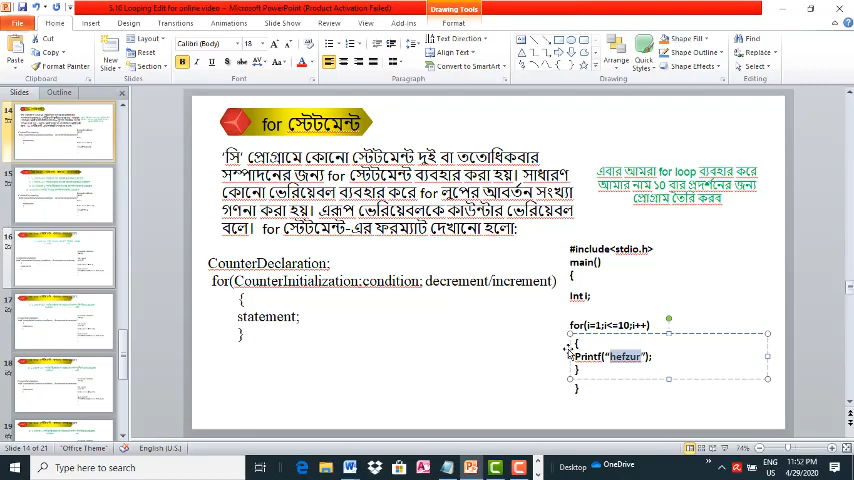 3.10 Looping Edit for online video - Microsoft PowerPoint (Product Activation Failed)
Drawing Tools
File Home Insert Design Transitions Animations Slide Show Review View Add-Ins Format
Cut
Copy
Format Painter
Paste
Clipboard
New Slide
Layout
Reset
Section
Slides
Calibri (Body) 18
Font
Paragraph
Text Direction
Align Text
Convert to SmartArt
Arrange
Quick Styles
Shape Fill
Shape Outline
Shape Effects
Drawing
Find
Replace
Select
Editing
Slides Outline
14
15
16
17
18
19
for স্টেটমেন্ট
'সি' প্রোগ্রামে কোনো স্টেটমেন্ট দুই বা ততোধিকবার
সম্পাদনের জন্য for স্টেটমেন্ট ব্যবহার করা হয়। সাধারণ
কোনো ভেরিয়েবল ব্যবহার করে for লুপের আবর্তন সংখ্যা
গণনা করা হয়। এরূপ ভেরিয়েবলকে কাউন্টার ভেরিয়েবল
বলে। for স্টেটমেন্ট-এর ফরম্যাট দেখানো হলো:
CounterDeclaration;
for(CounterInitialization;condition; decrement/increment)
{
statement;
}
এবার আমরা for loop ব্যবহার করে
আমার নাম ১০ বার প্রদর্শনের জন্য
প্রোগ্রাম তৈরি করব
#include<stdio.h>
main()
{
Int i;
for(i=1;i<=10;i++)
{
Printf("hefzur");
}
}
Slide 14 of 21 "Office Theme" English (U.S.) 74%
Type here to search
Desktop
OneDrive
ENG
US
11:52 PM
4/29/2020